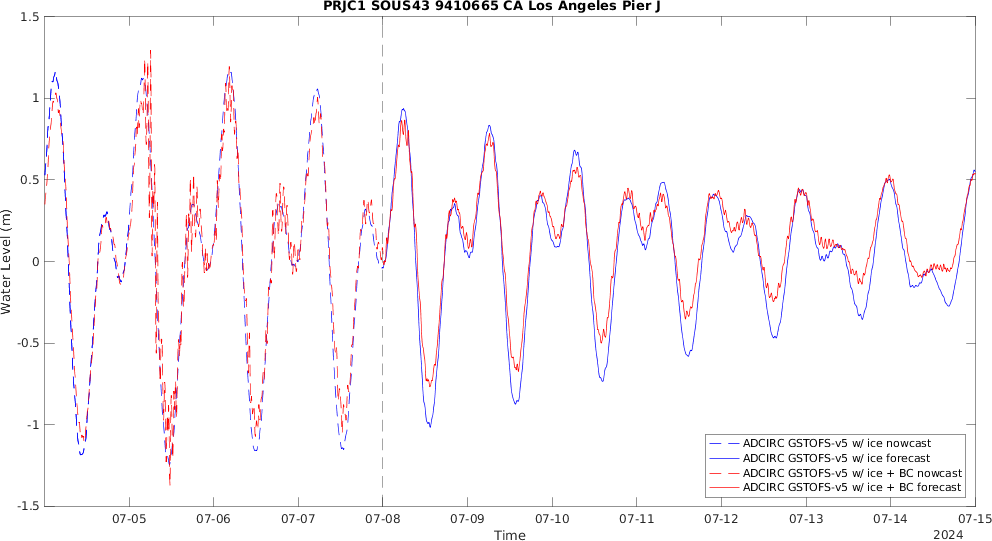 PRJC1 SOUS43 9410665 CA Los Angeles Pier J
1.5
1
0.5
0
-0.5
-1
-1.5
Water Level (m)
07-05 07-06 07-07 07-08 07-09 07-10 07-11 07-12 07-13 07-14 07-15
Time
2024
ADCIRC GSTOFS-v5 w/ ice nowcast
ADCIRC GSTOFS-v5 w/ ice forecast
ADCIRC GSTOFS-v5 w/ ice + BC nowcast
ADCIRC GSTOFS-v5 w/ ice + BC forecast